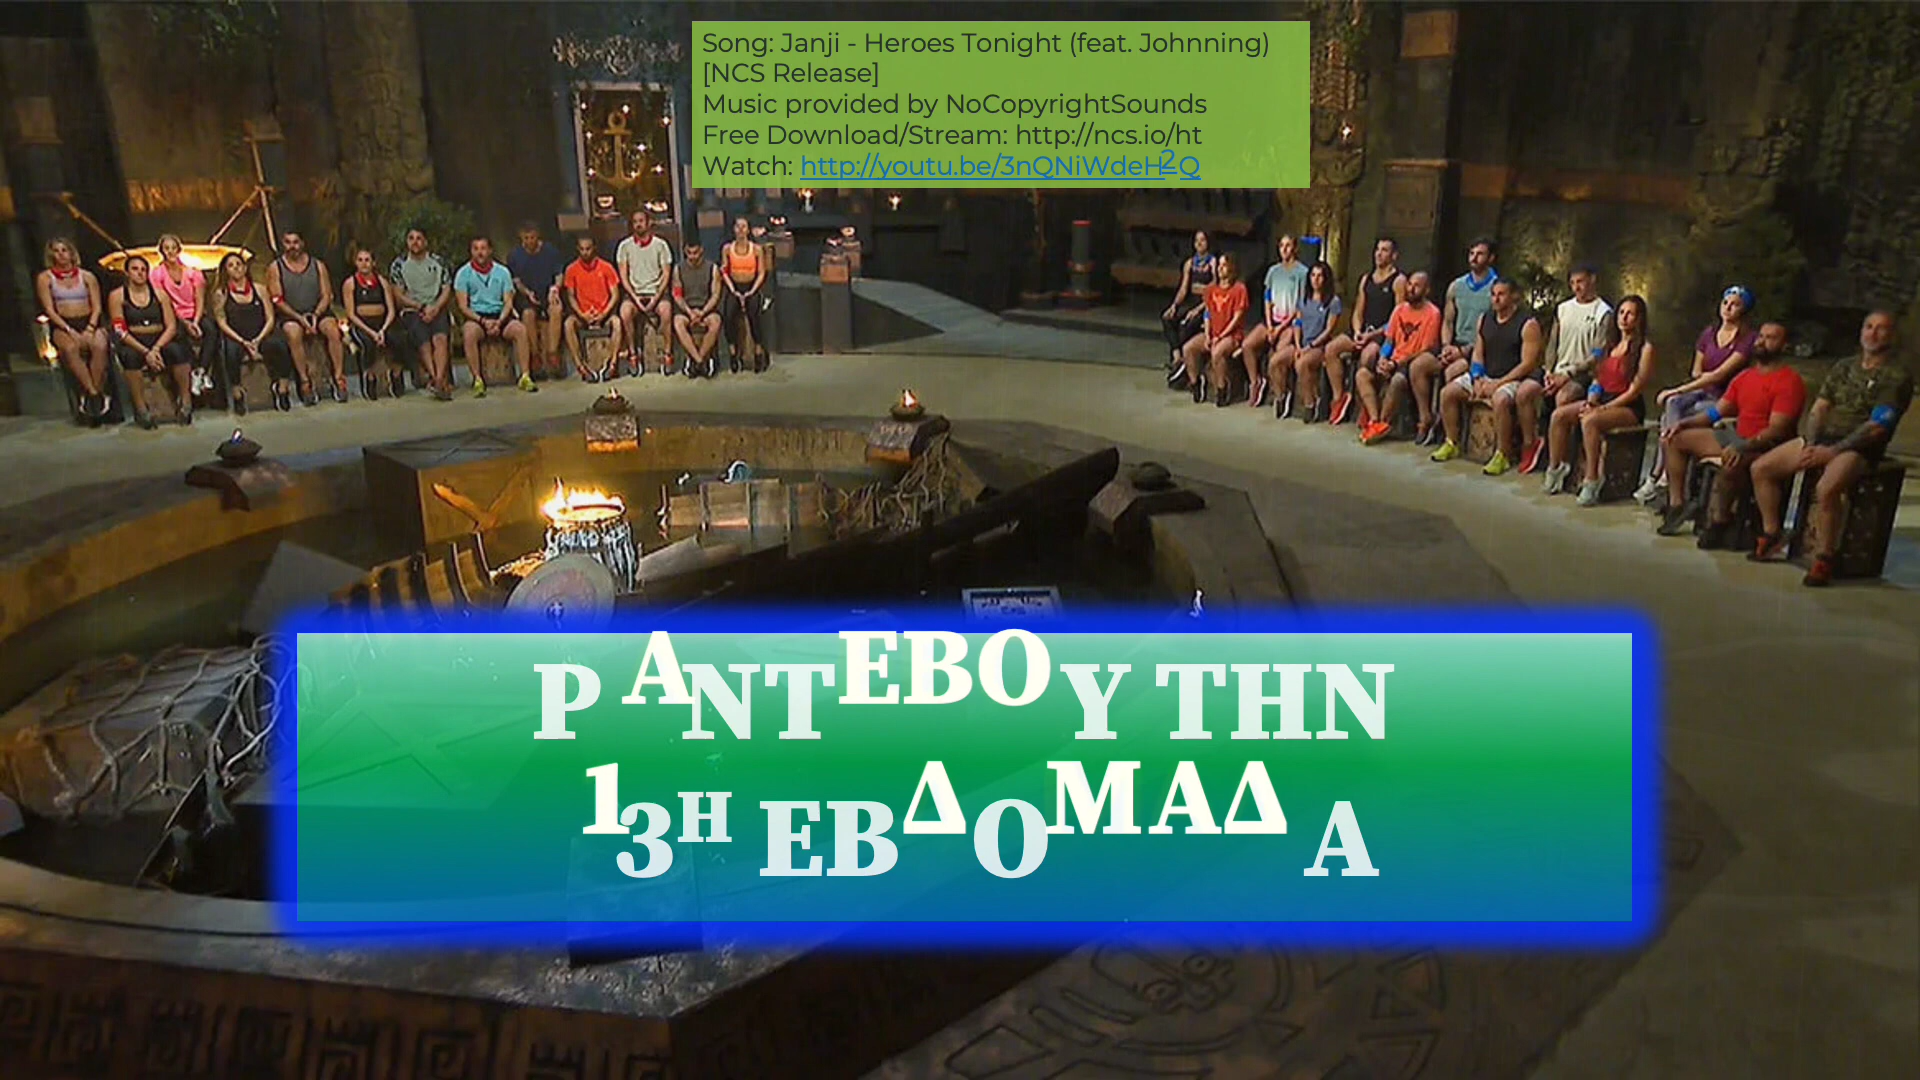 Song: Janji - Heroes Tonight (feat. Johnning)
[NCS Release]
Music provided by NoCopyrightSounds
Free Download/Stream: http://ncs.io/ht
Watch: http://youtu.be/3nQNiWdeH2Q
ΡΑΝΤΕΒΟΥ ΤΗΝ
13Η ΕΒΔΟΜΑΔΑ